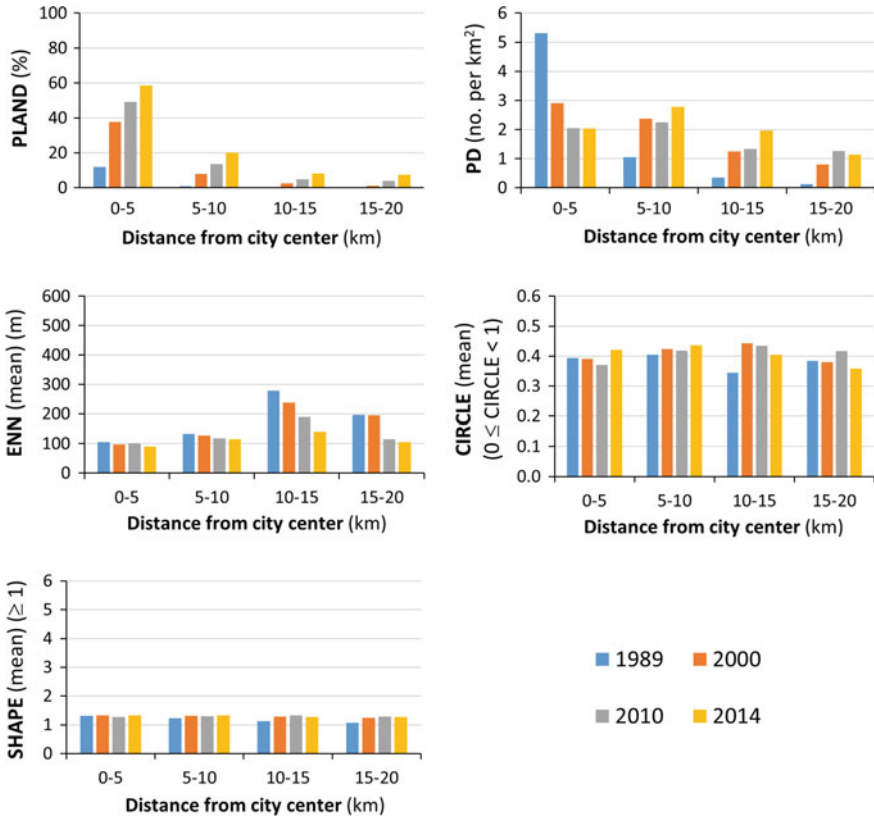 PLAND (%)
100
80
60
40
20
0
0-5 5-10 10-15 15-20
Distance from city center (km)
PD (no. per km²)
6
5
4
3
2
1
0
0-5 5-10 10-15 15-20
Distance from city center (km)
ENN (mean) (m)
600
500
400
300
200
100
0
0-5 5-10 10-15 15-20
Distance from city center (km)
CIRCLE (mean)
(0 ≤ CIRCLE < 1)
0.6
0.5
0.4
0.3
0.2
0.1
0.0
0-5 5-10 10-15 15-20
Distance from city center (km)
SHAPE (mean) (≥ 1)
6
5
4
3
2
1
0
0-5 5-10 10-15 15-20
Distance from city center (km)
1989 2000
2010 2014